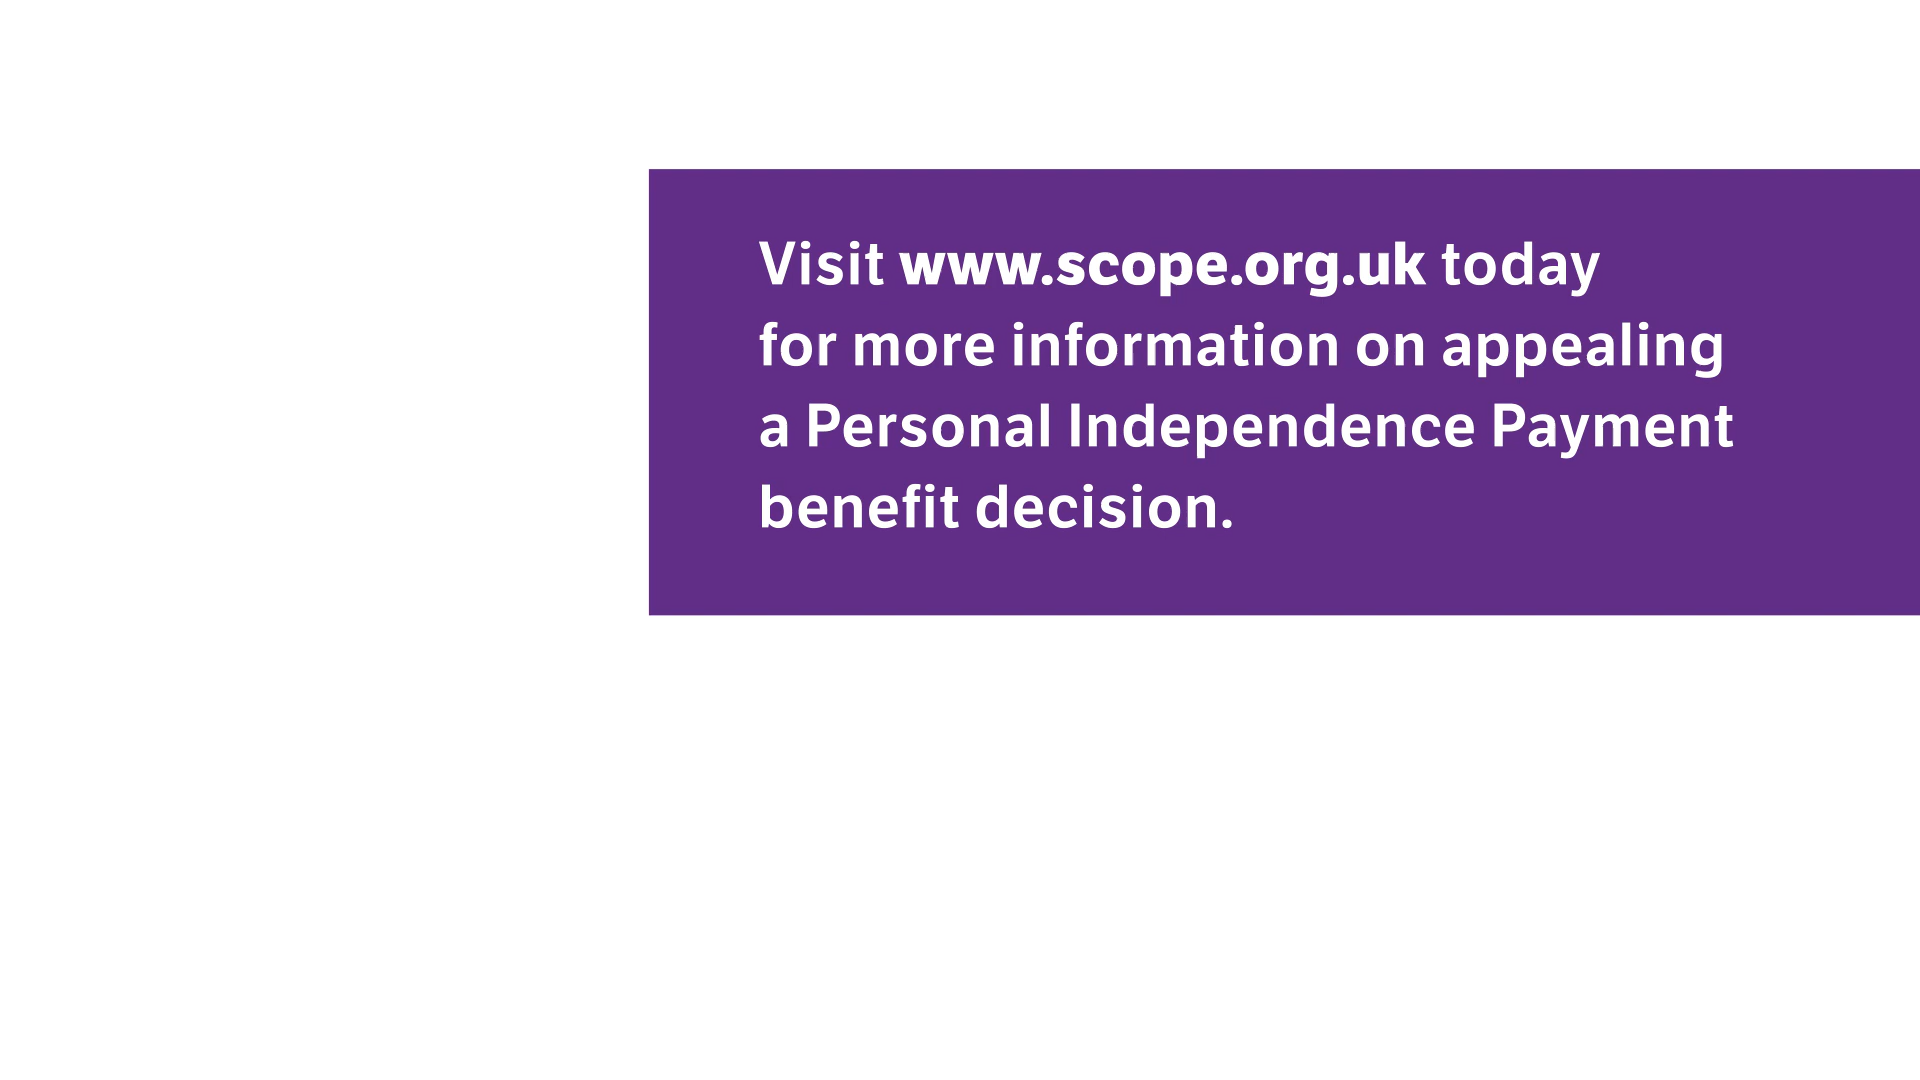 Visit www.scope.org.uk today
for more information on appealing
a Personal Independence Payment
benefit decision.